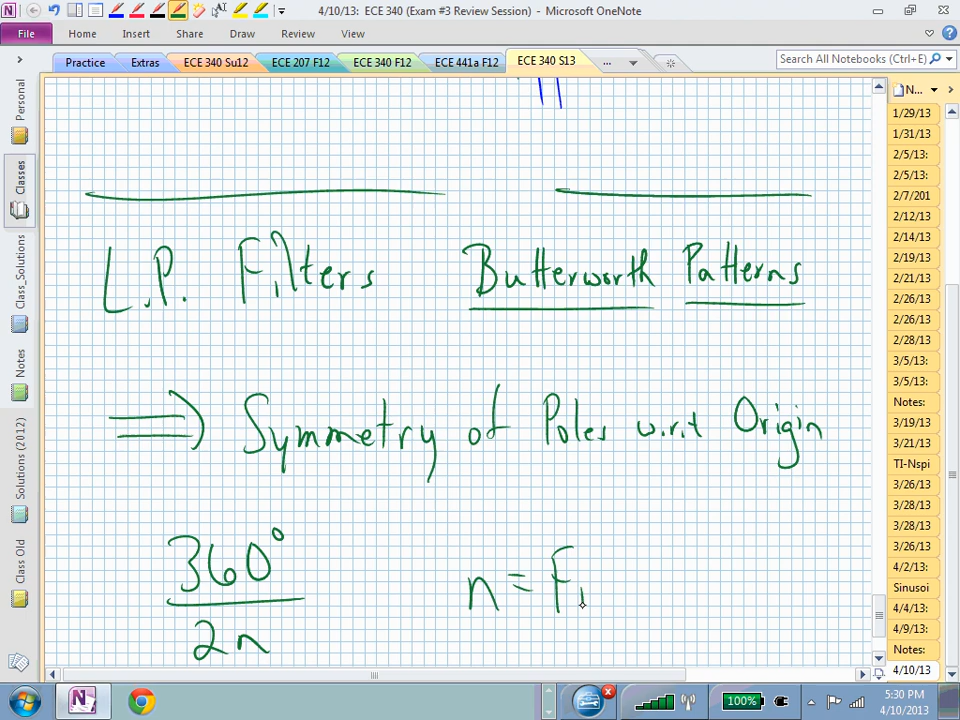 4/10/13: ECE 340 (Exam #3 Review Session) - Microsoft OneNote
File Home Insert Share Draw Review View
Practice Extras ECE 340 Su12 ECE 207 F12 ECE 340 F12 ECE 441a F12 ECE 340 S13 ... Search All Notebooks (Ctrl+E)
Personal
Classes
Class_Solutions
Notes
Solutions (2012)
Class Old
L.P. Filters Butterworth Patterns
⇒ Symmetry of Poles w.r.t Origin
360°
2n
n = Fi
N...
1/29/13
1/31/13
2/5/13:
2/5/13:
2/7/201
2/12/13
2/14/13
2/19/13
2/21/13
2/26/13
2/26/13
2/28/13
3/5/13:
3/5/13:
Notes:
3/19/13
3/21/13
TI-Nspi
3/26/13
3/28/13
3/28/13
3/26/13
4/2/13:
Sinusoi
4/4/13:
4/9/13:
Notes:
4/10/13
100%
5:30 PM
4/10/2013